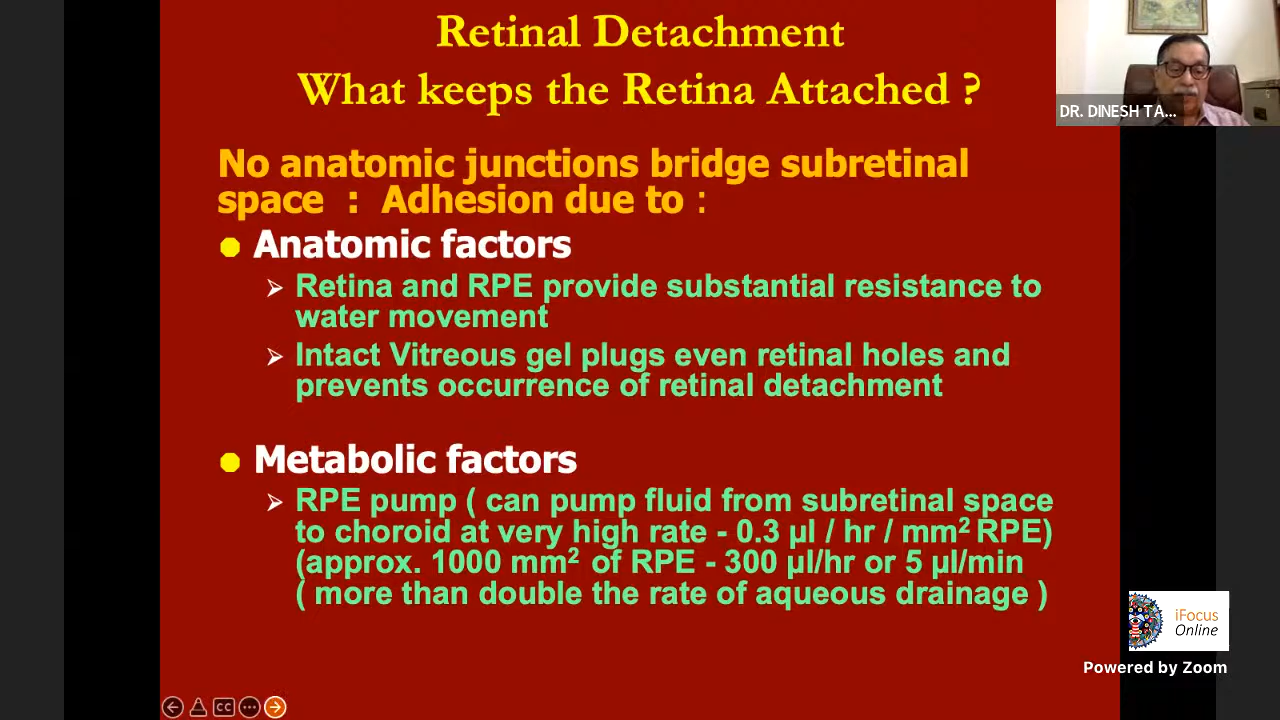 Retinal Detachment
What keeps the Retina Attached ?
DR. DINESH TA...
No anatomic junctions bridge subretinal
space : Adhesion due to :
Anatomic factors
Retina and RPE provide substantial resistance to
water movement
Intact Vitreous gel plugs even retinal holes and
prevents occurrence of retinal detachment
Metabolic factors
RPE pump ( can pump fluid from subretinal space
to choroid at very high rate - 0.3 µl / hr / mm² RPE)
(approx. 1000 mm² of RPE - 300 µl/hr or 5 µl/min
( more than double the rate of aqueous drainage )
iFocus
Online
Powered by Zoom
CC